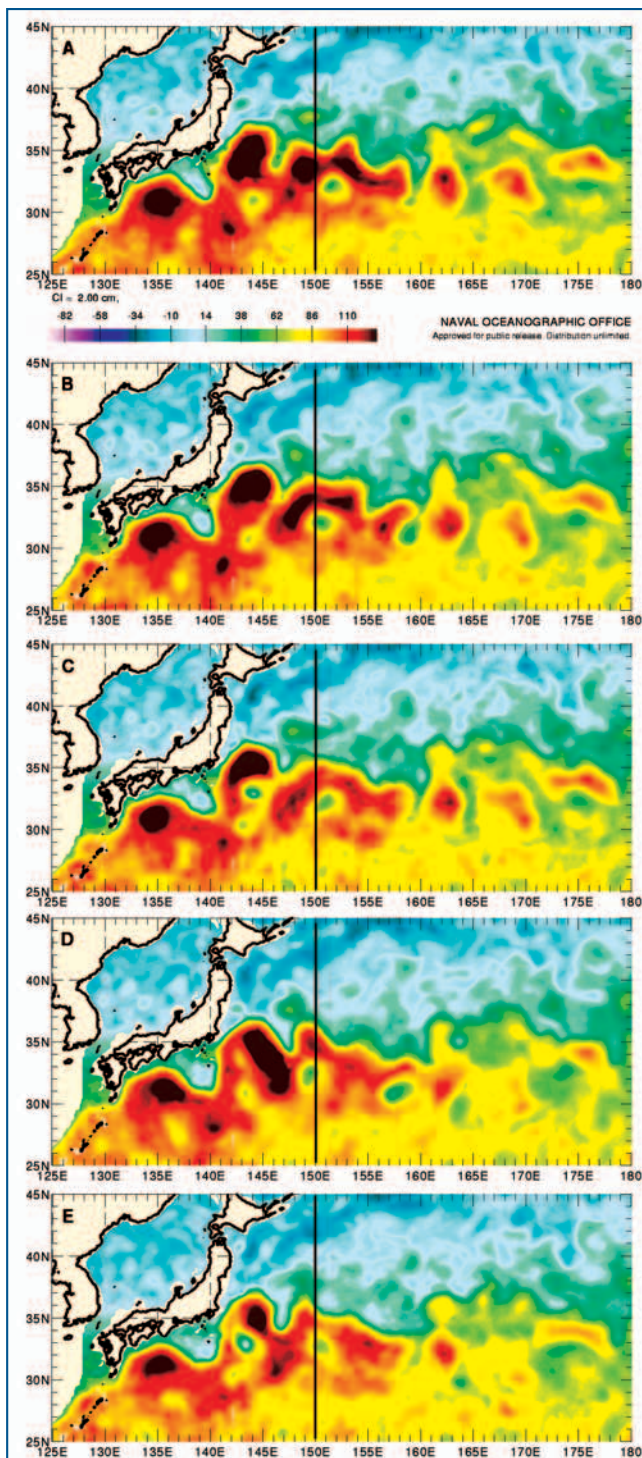 45N
A
40N
35N
30N
25N
125E 130E 135E 140E 145E 150E 155E 160E 165E 170E 175E 180
CI = 2.00 cm,
-82 -58 -34 -10 14 38 62 86 110
NAVAL OCEANOGRAPHIC OFFICE
Approved for public release. Distribution unlimited.
45N
B
40N
35N
30N
25N
125E 130E 135E 140E 145E 150E 155E 160E 165E 170E 175E 180
45N
C
40N
35N
30N
25N
125E 130E 135E 140E 145E 150E 155E 160E 165E 170E 175E 180
45N
D
40N
35N
30N
25N
125E 130E 135E 140E 145E 150E 155E 160E 165E 170E 175E 180
45N
E
40N
35N
30N
25N
125E 130E 135E 140E 145E 150E 155E 160E 165E 170E 175E 180